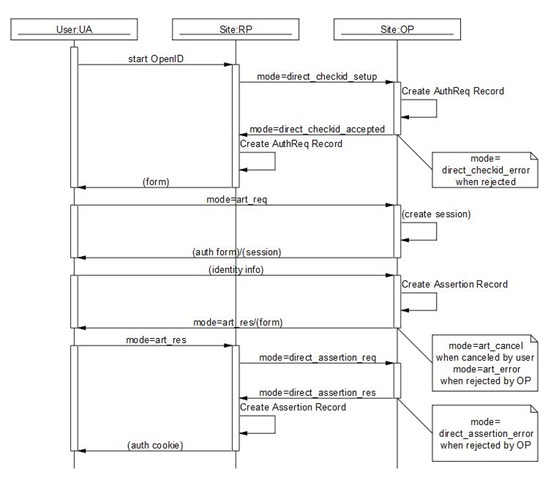 User:UA
Site:RP
Site:OP
start OpenID
mode=direct_checkid_setup
Create AuthReq Record
mode=direct_checkid_accepted
Create AuthReq Record
mode=
direct_checkid_error
when rejected
(form)
mode=art_req
(create session)
(auth form)/(session)
(identity info)
Create Assertion Record
mode=art_res/(form)
mode=art_res
mode=art_cancel
when canceled by user
mode=art_error
when rejected by OP
mode=direct_assertion_req
mode=direct_assertion_res
Create Assertion Record
mode=
direct_assertion_error
when rejected by OP
(auth cookie)